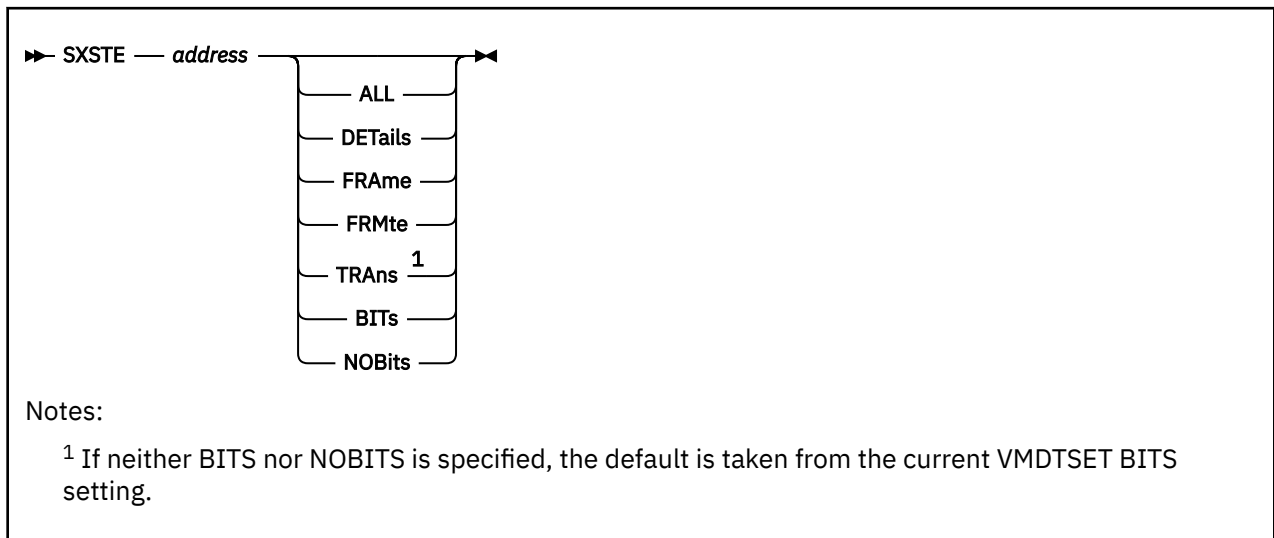 SXSTE address
ALL
DETails
FRAme
FRMte
TRAns 1
BITs
NOBits
Notes:
1 If neither BITS nor NOBITS is specified, the default is taken from the current VMDTSET BITS
setting.